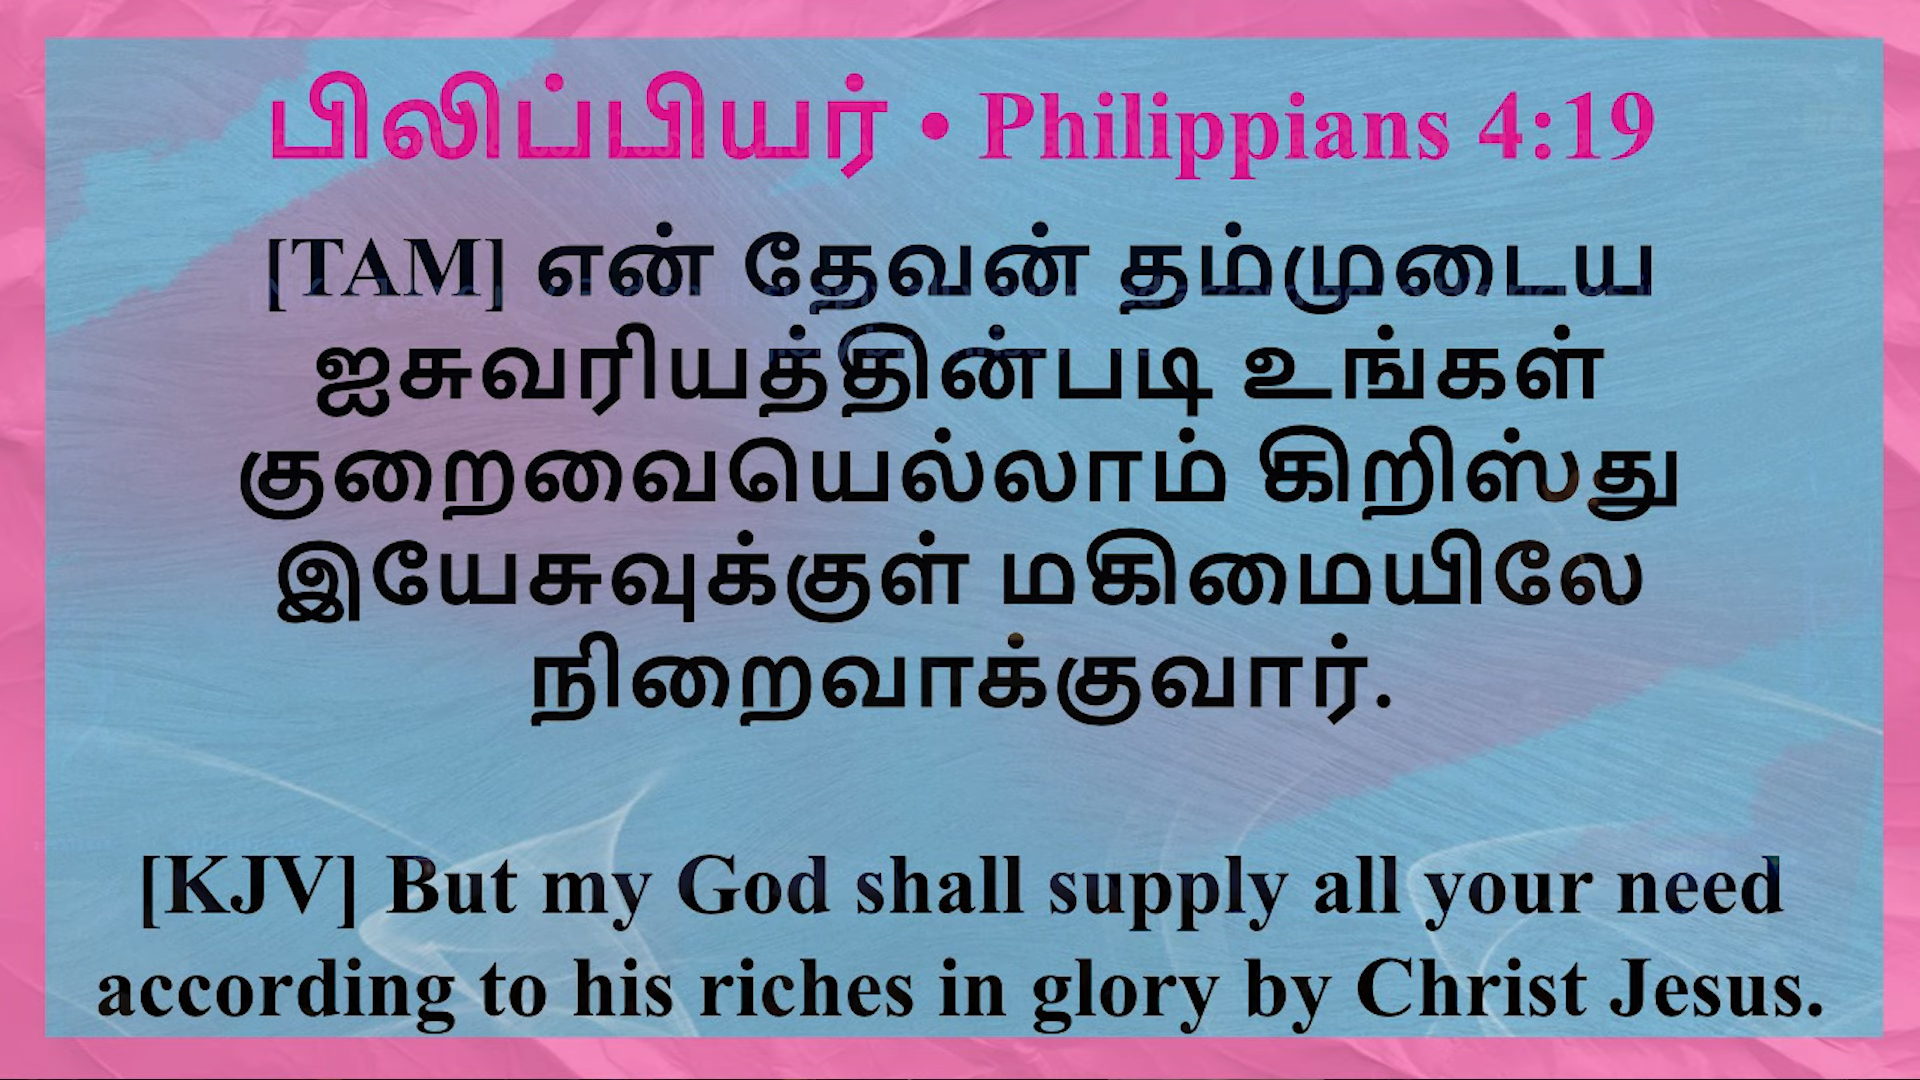 பிலிப்பியர் • Philippians 4:19
[TAM] என் தேவன் தம்முடைய
ஐசுவரியத்தின்படி உங்கள்
குறைவையெல்லாம் கிறிஸ்து
இயேசுவுக்குள் மகிமையிலே
நிறைவாக்குவார்.
[KJV] But my God shall supply all your need
according to his riches in glory by Christ Jesus.